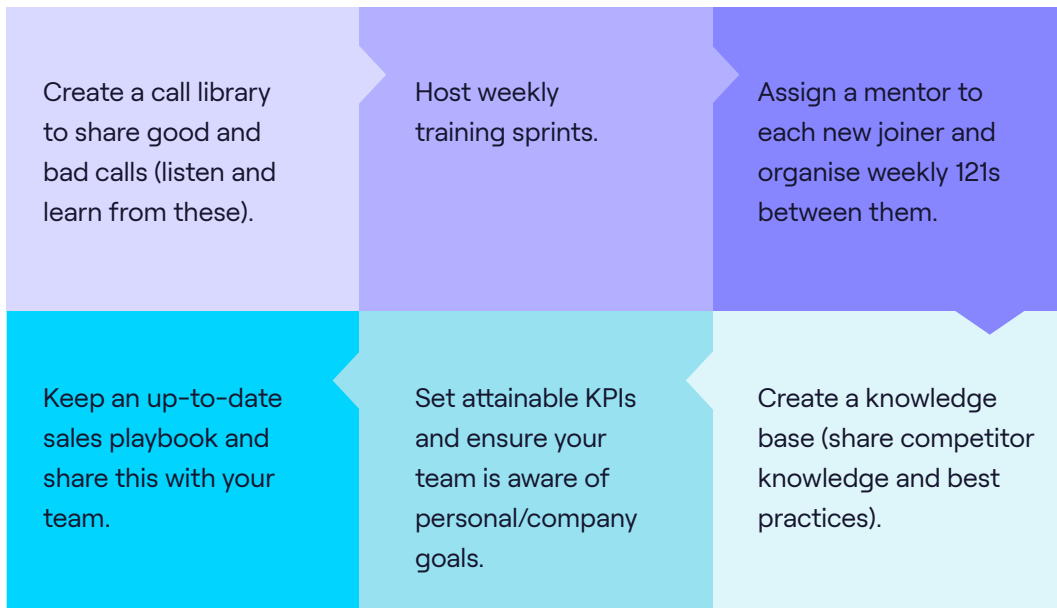 Create a call library
to share good and
bad calls (listen and
learn from these).
Host weekly
training sprints.
Assign a mentor to
each new joiner and
organise weekly 121s
between them.
Create a knowledge
base (share competitor
knowledge and best
practices).
Set attainable KPIs
and ensure your
team is aware of
personal/company
goals.
Keep an up-to-date
sales playbook and
share this with your
team.